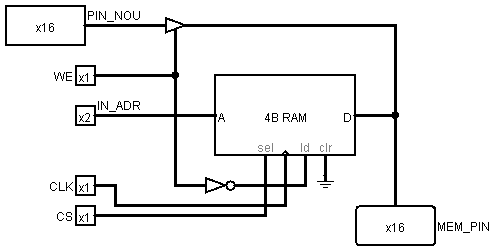 PIN_NOU
x16
WE x1
x2 IN_ADR
A 4B RAM D
sel ld clr
CLK x1
CS x1
x16 MEM_PIN